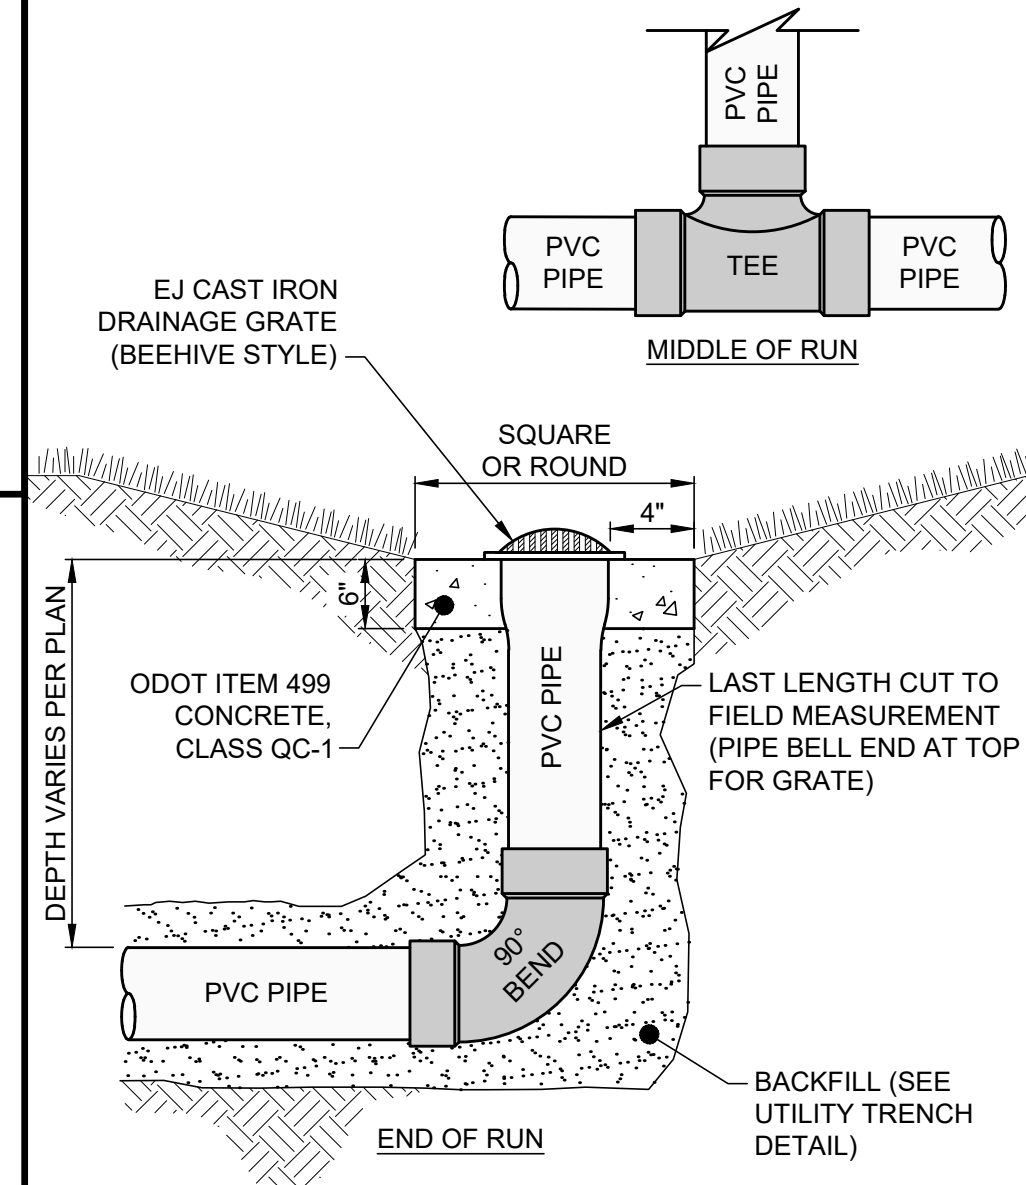 PVC
PIPE
PVC
PIPE
TEE
PVC
PIPE
MIDDLE OF RUN
EJ CAST IRON
DRAINAGE GRATE
(BEEHIVE STYLE)
SQUARE
OR ROUND
4"
6"
DEPTH VARIES PER PLAN
ODOT ITEM 499
CONCRETE,
CLASS QC-1
PVC PIPE
LAST LENGTH CUT TO
FIELD MEASUREMENT
(PIPE BELL END AT TOP
FOR GRATE)
90°
BEND
PVC PIPE
BACKFILL (SEE
UTILITY TRENCH
DETAIL)
END OF RUN